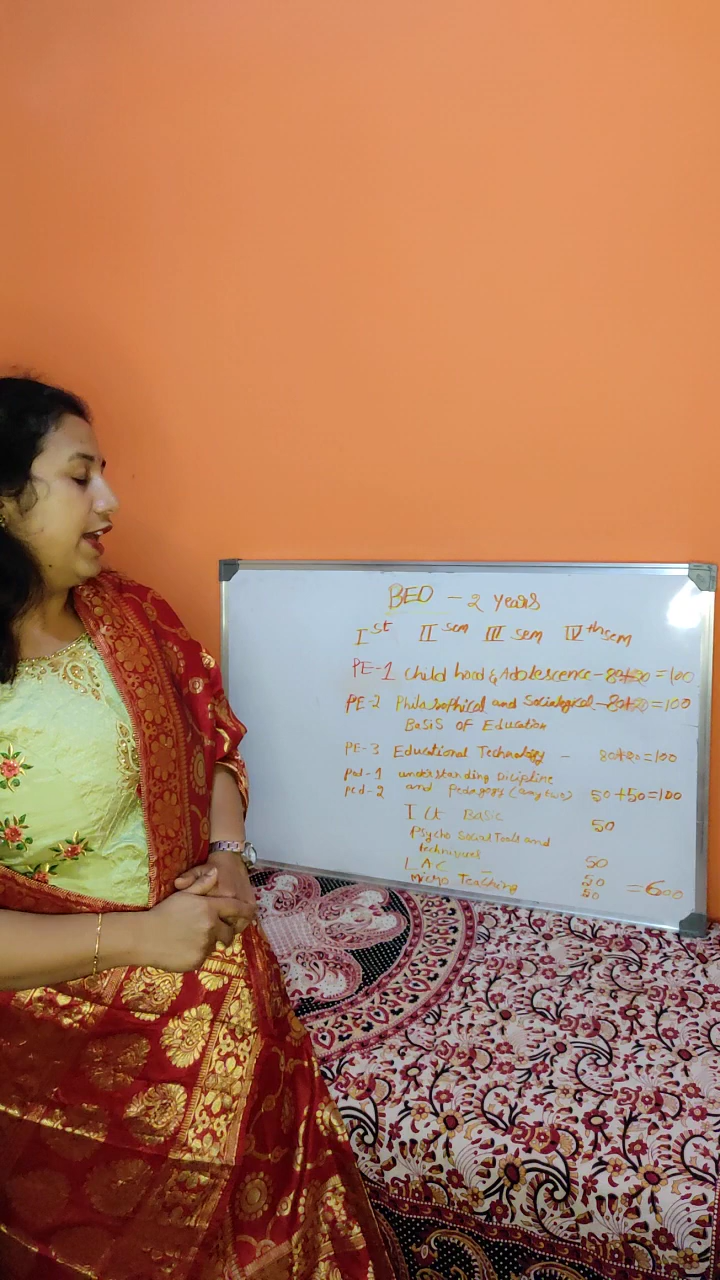 BED - 2 years
Ist II sem III sem IVth sem
PE-1 Child hood & Adolescence - 80+20 = 100
PE-2 Philosophical and Sociological - 80+20 = 100
Basis of Education
PE-3 Educational Technology - 80+20 = 100
Ped-1 understanding Dicipline
Ped-2 and Pedagogy (any two) 50+50=100
ICt Basic 50
Psycho Social Tools and
techniques 50
LAC - 50
Micro Teaching 50 = 600